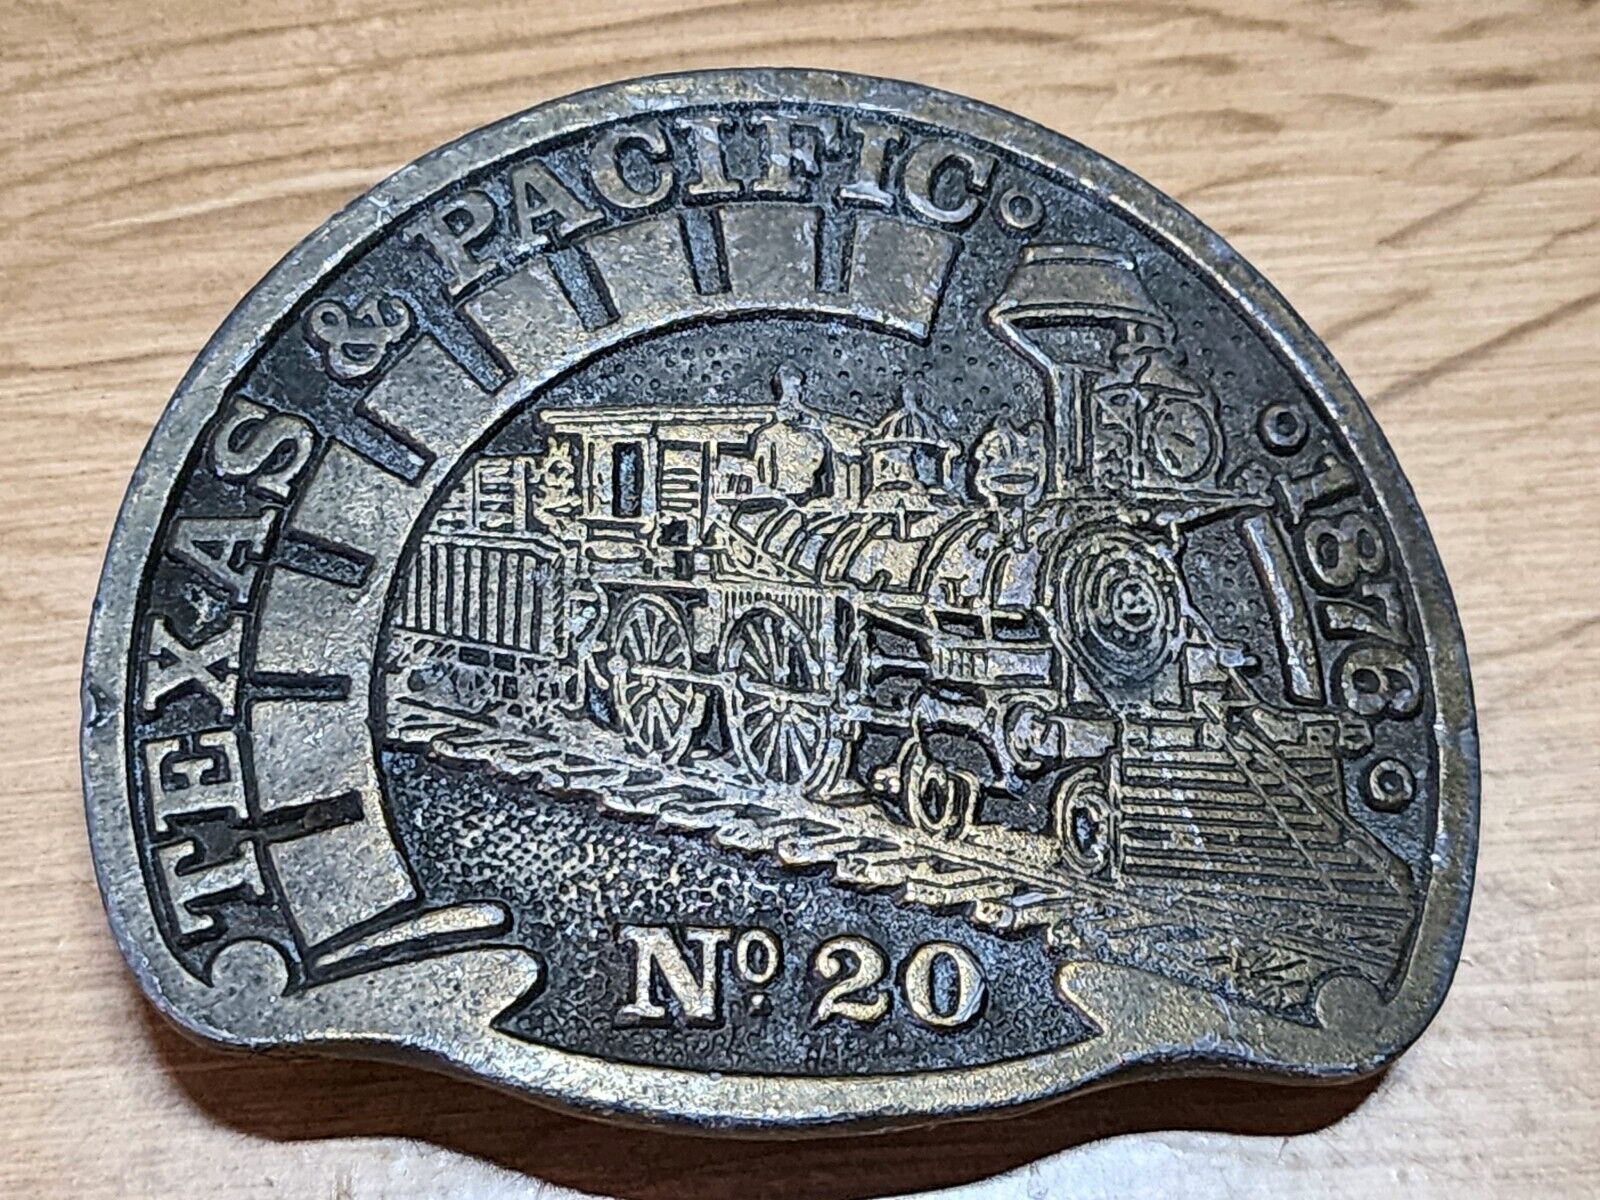 TEXAS & PACIFIC
1876
No. 20